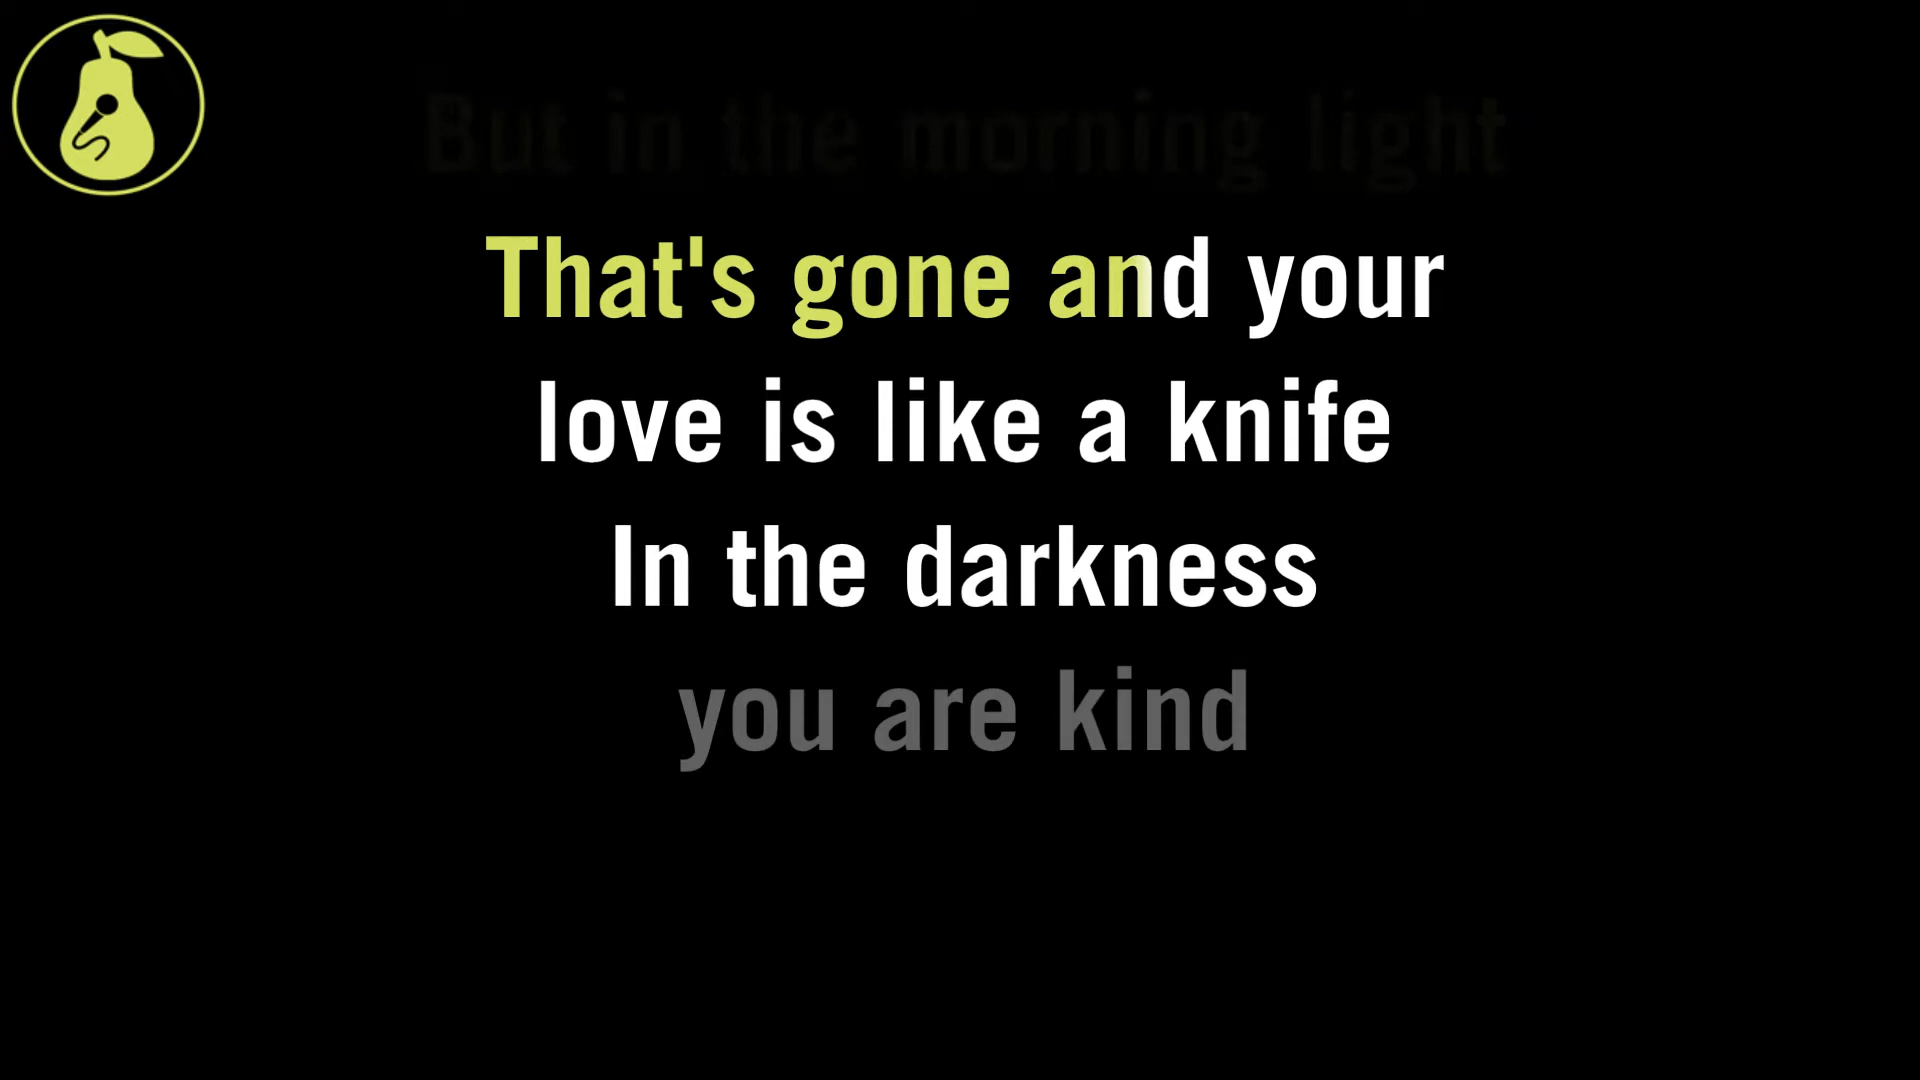 But in the morning light
That's gone and your
love is like a knife
In the darkness
you are kind